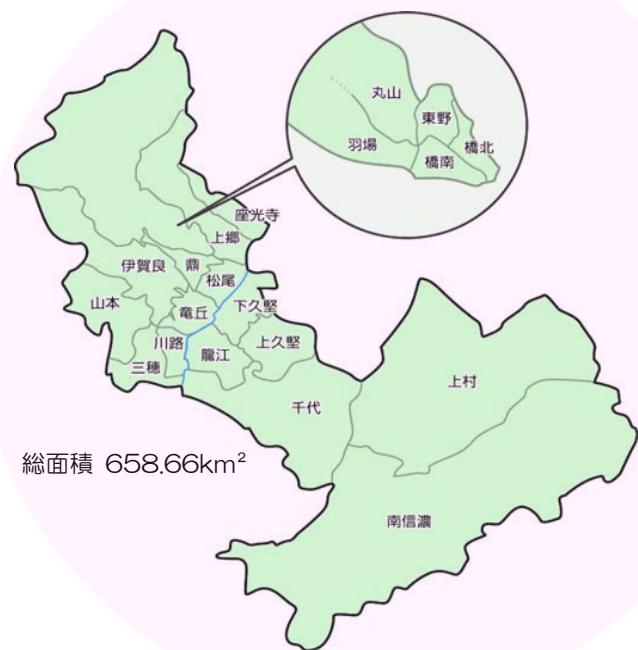 丸山
東野
羽場
橋南
橋北
座光寺
上郷
伊賀良
鼎
松尾
山本
竜丘
下久堅
川路
龍江
上久堅
三穂
千代
上村
総面積 658.66km²
南信濃